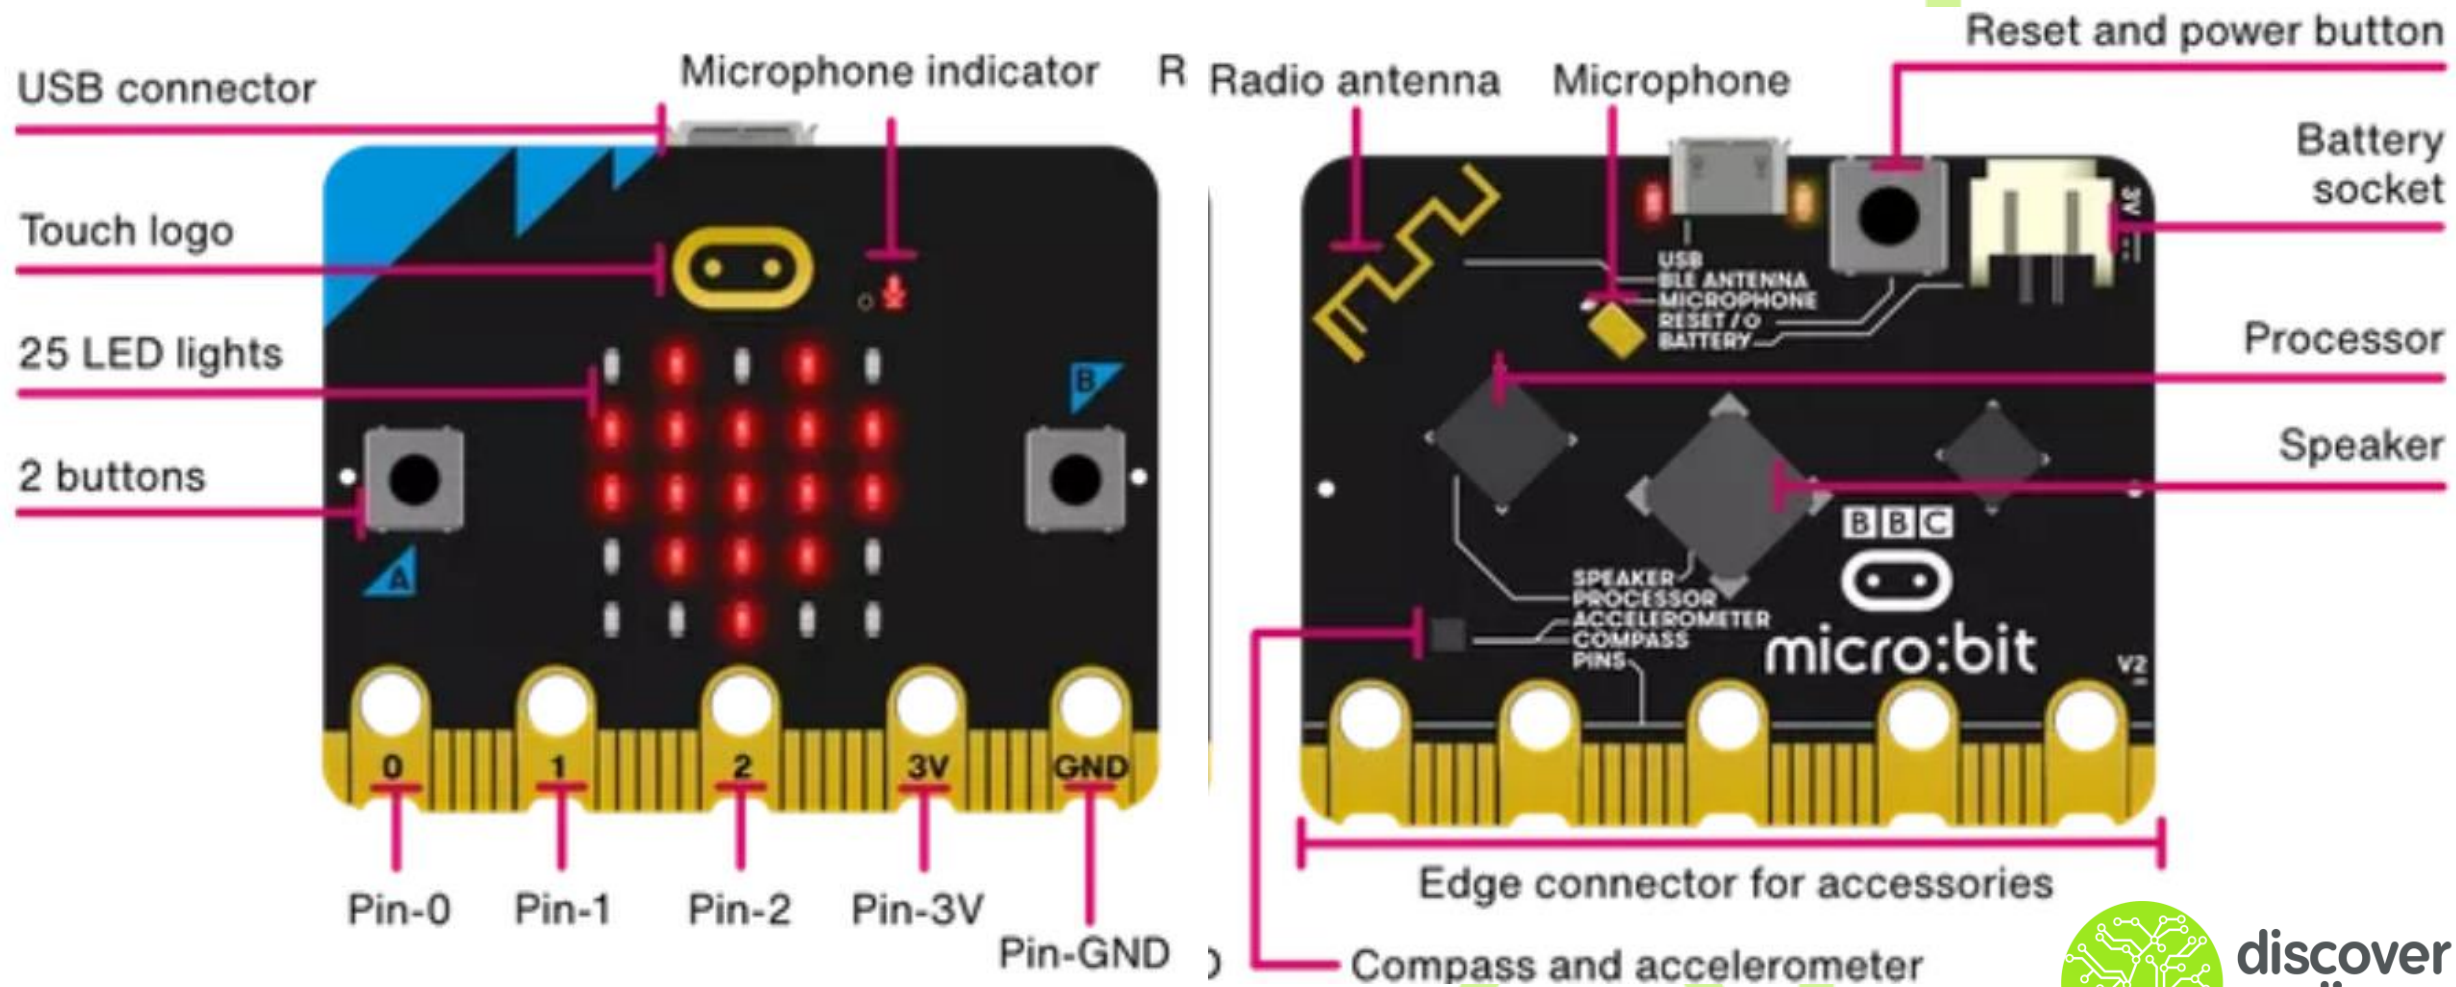 USB connector
Microphone indicator
R
Touch logo
25 LED lights
2 buttons
B
A
0
1
2
3V
GND
Pin-0
Pin-1
Pin-2
Pin-3V
Pin-GND
Radio antenna
Microphone
Reset and power button
Battery
socket
3V
USB
BLE ANTENNA
MICROPHONE
RESET / O
BATTERY
Processor
Speaker
BBC
SPEAKER
PROCESSOR
ACCELEROMETER
COMPASS
PINS
micro:bit
V2
Edge connector for accessories
Compass and accelerometer
discover